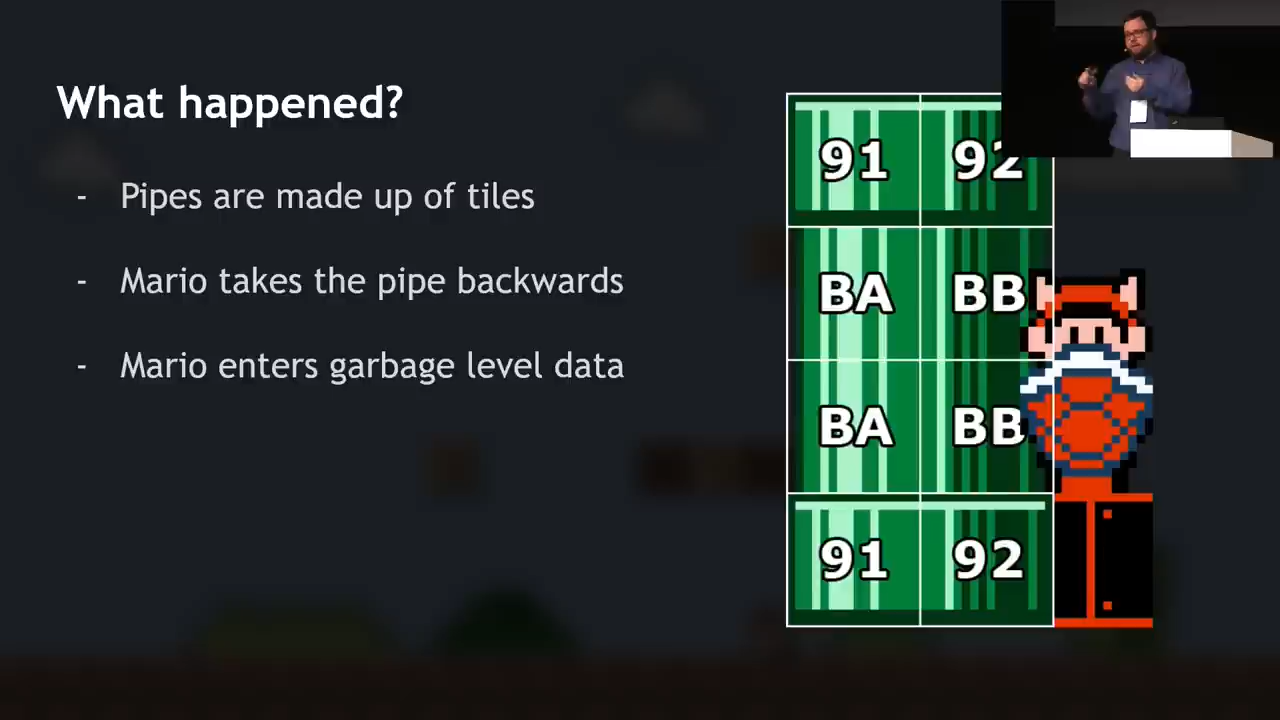 What happened?
- Pipes are made up of tiles
- Mario takes the pipe backwards
- Mario enters garbage level data
91 92
BA BB
BA BB
91 92